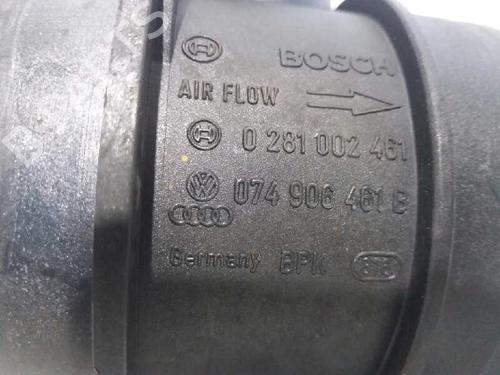 BOSCH
AIR FLOW
0 281 002 461
074 906 461 B
Germany BPK